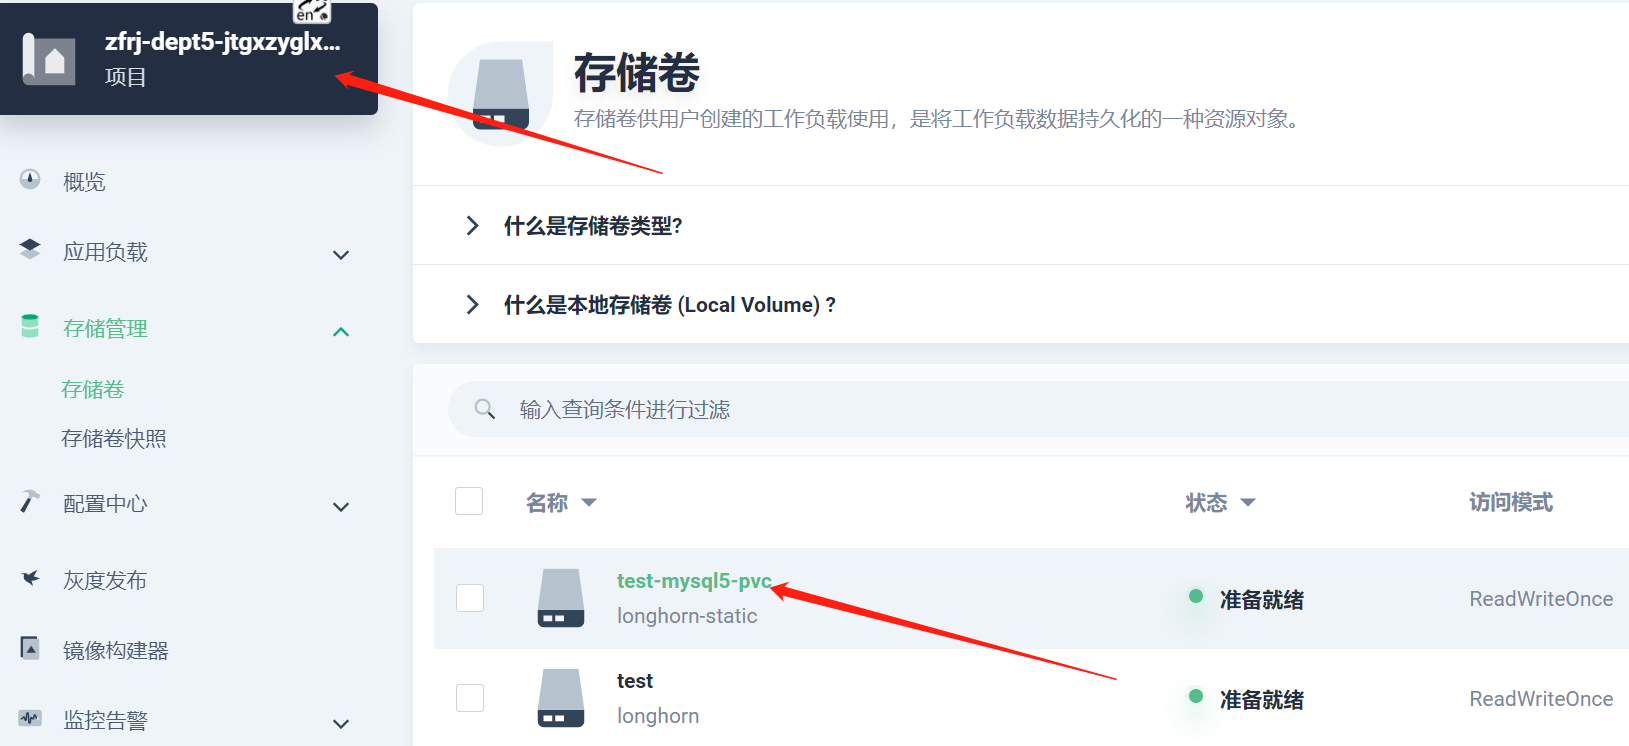 en
zfrj-dept5-jtgxzyglx...
项目
概览
应用负载
存储管理
存储卷
存储卷快照
配置中心
灰度发布
镜像构建器
监控告警
存储卷
存储卷供用户创建的工作负载使用，是将工作负载数据持久化的一种资源对象。
什么是存储卷类型?
什么是本地存储卷 (Local Volume) ?
输入查询条件进行过滤
名称 状态 访问模式
test-mysql5-pvc
longhorn-static
准备就绪
ReadWriteOnce
test
longhorn
准备就绪
ReadWriteOnce